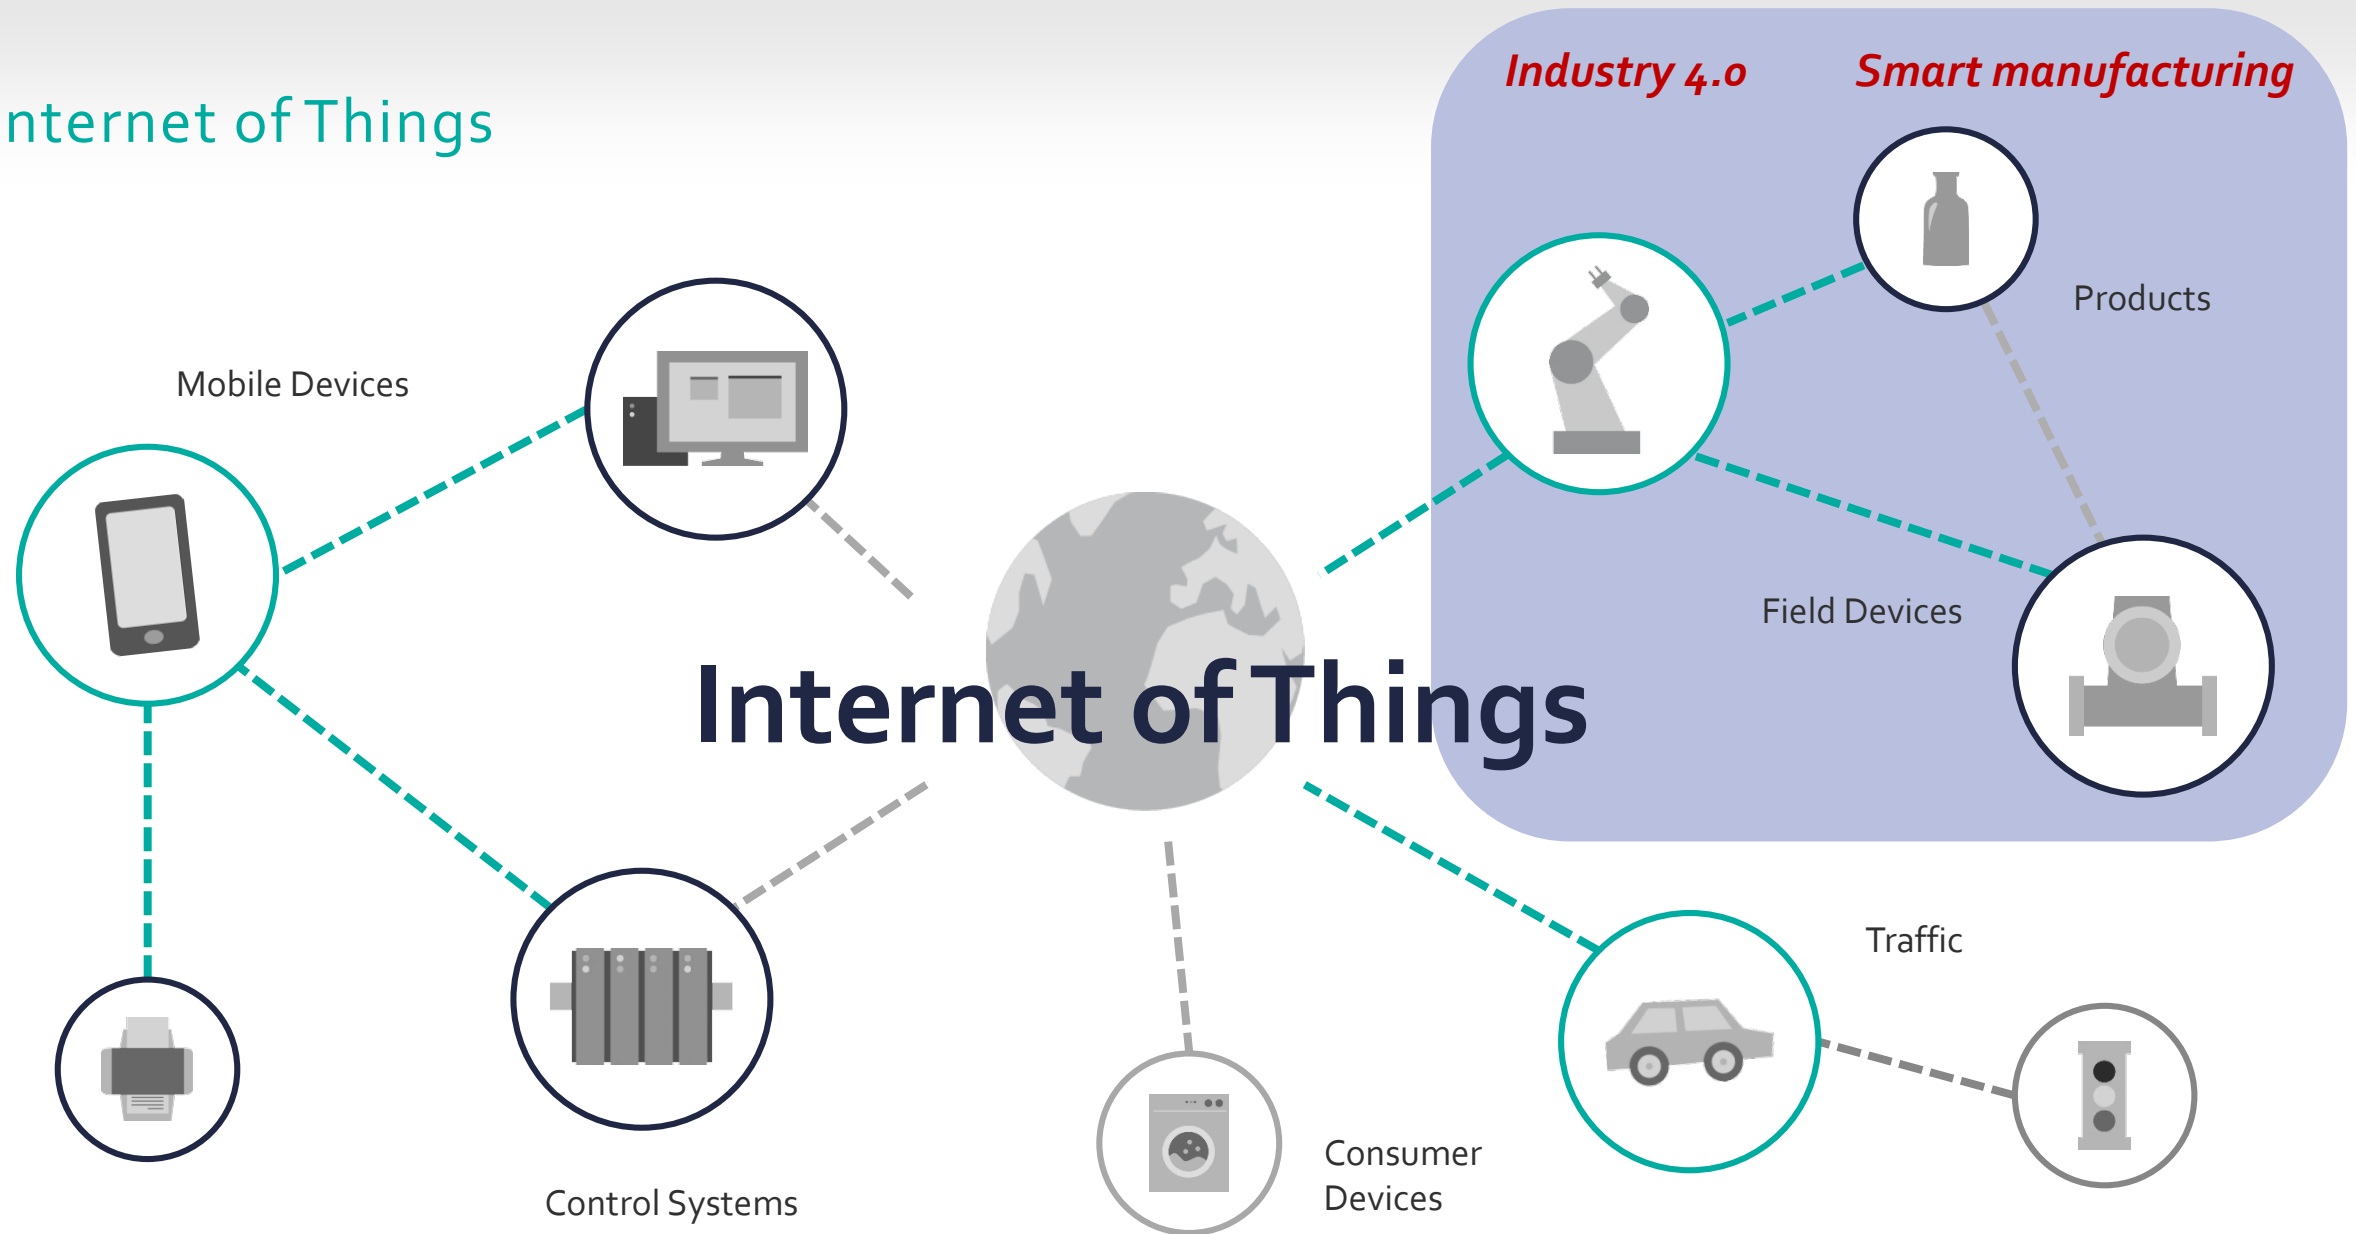 Industry 4.0
Smart manufacturing
nternet of Things
Products
Mobile Devices
Field Devices
Internet of Things
Traffic
Consumer
Devices
Control Systems